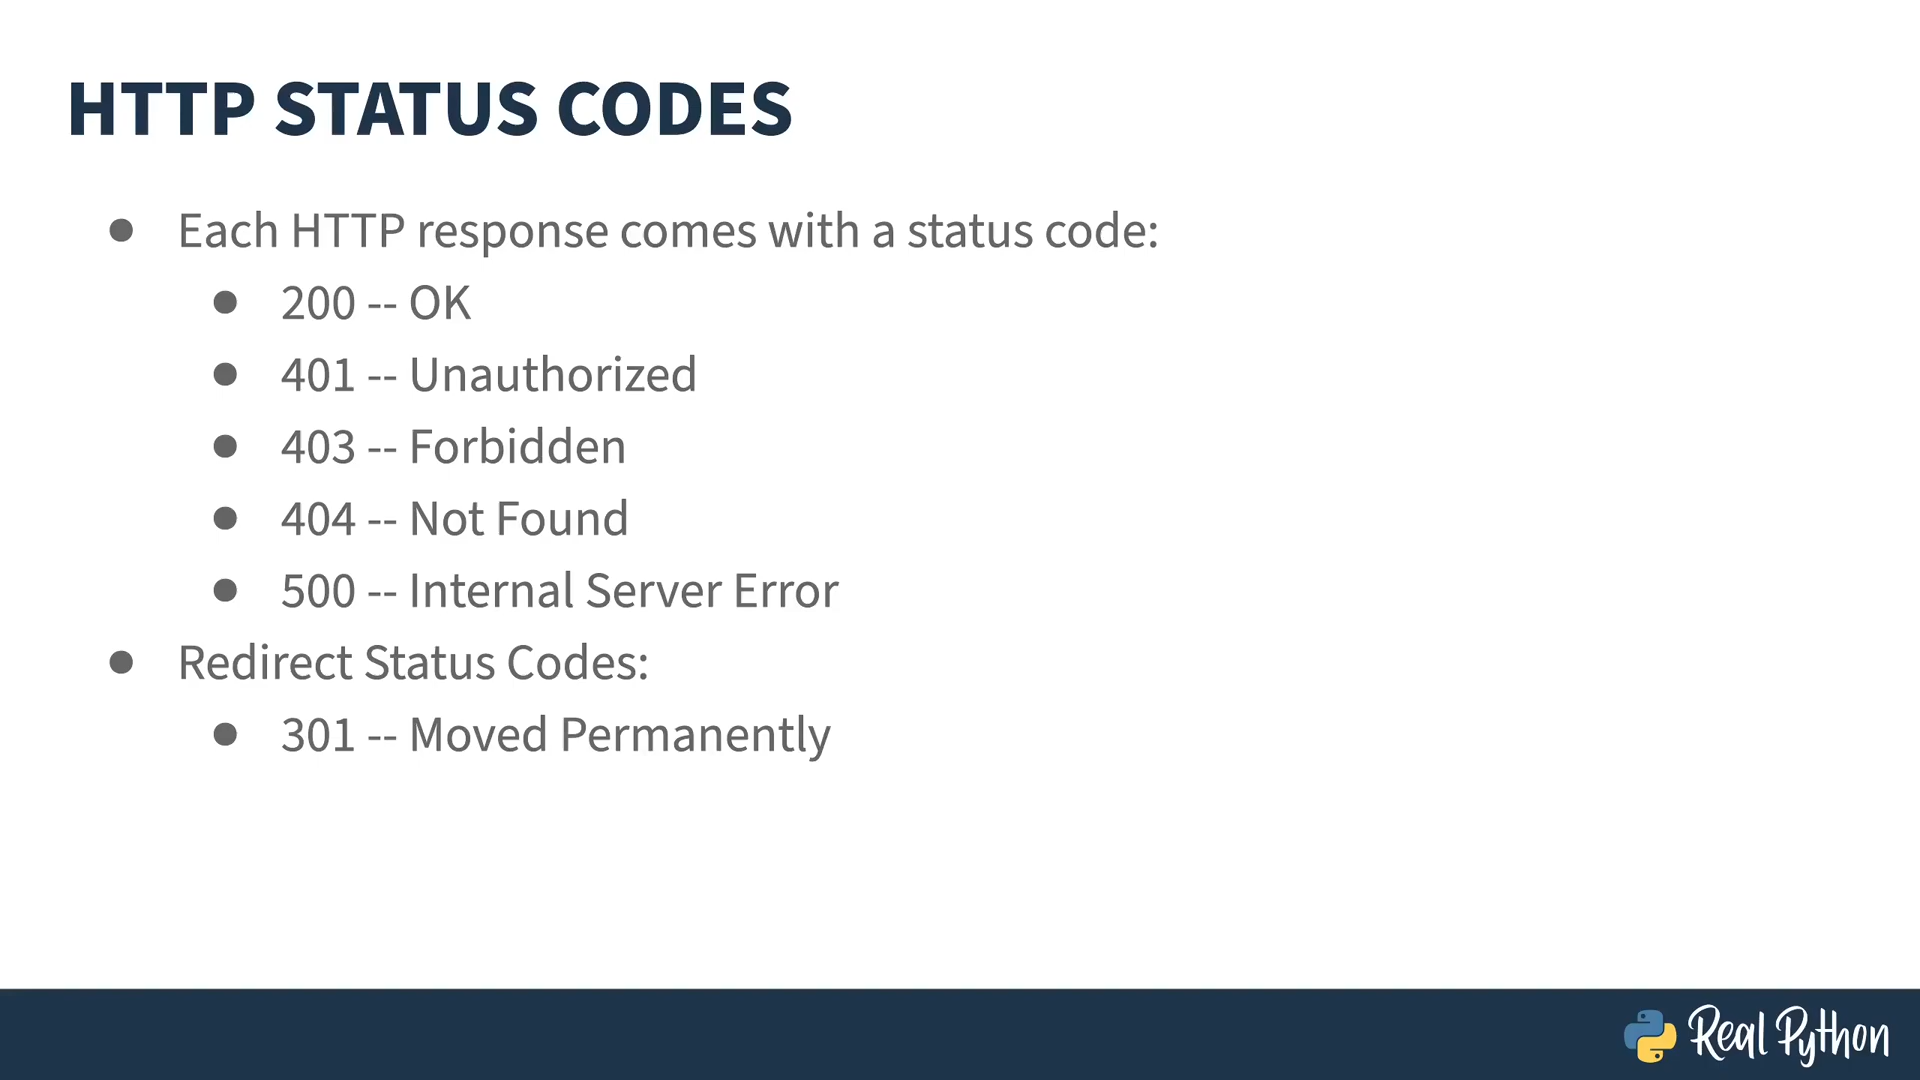 HTTP STATUS CODES
● Each HTTP response comes with a status code:
● 200 -- OK
● 401 -- Unauthorized
● 403 -- Forbidden
● 404 -- Not Found
● 500 -- Internal Server Error
● Redirect Status Codes:
● 301 -- Moved Permanently
Real Python